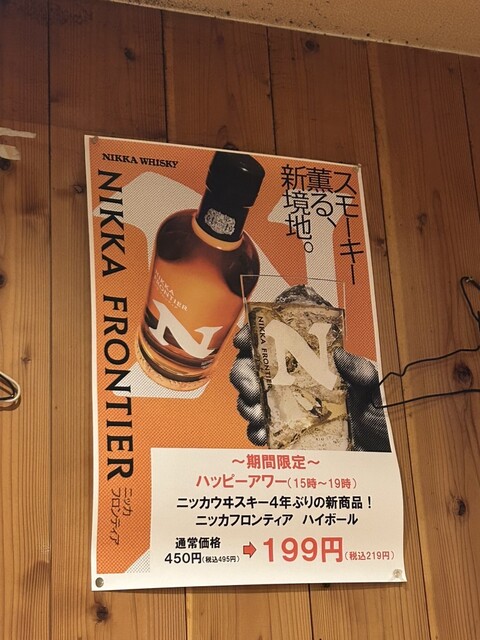 NIKKA WHISKY
NIKKA FRONTIER
ニッカ
フロンティア
スモーキー
薫る、
新境地。
NIKKA
FRONTIER
N
NIKKA FRONTIER
N
～期間限定～
ハッピーアワー(15時～19時)
ニッカウヰスキー4年ぶりの新商品！
ニッカフロンティア ハイボール
通常価格
450円(税込495円)
➡199円(税込219円)